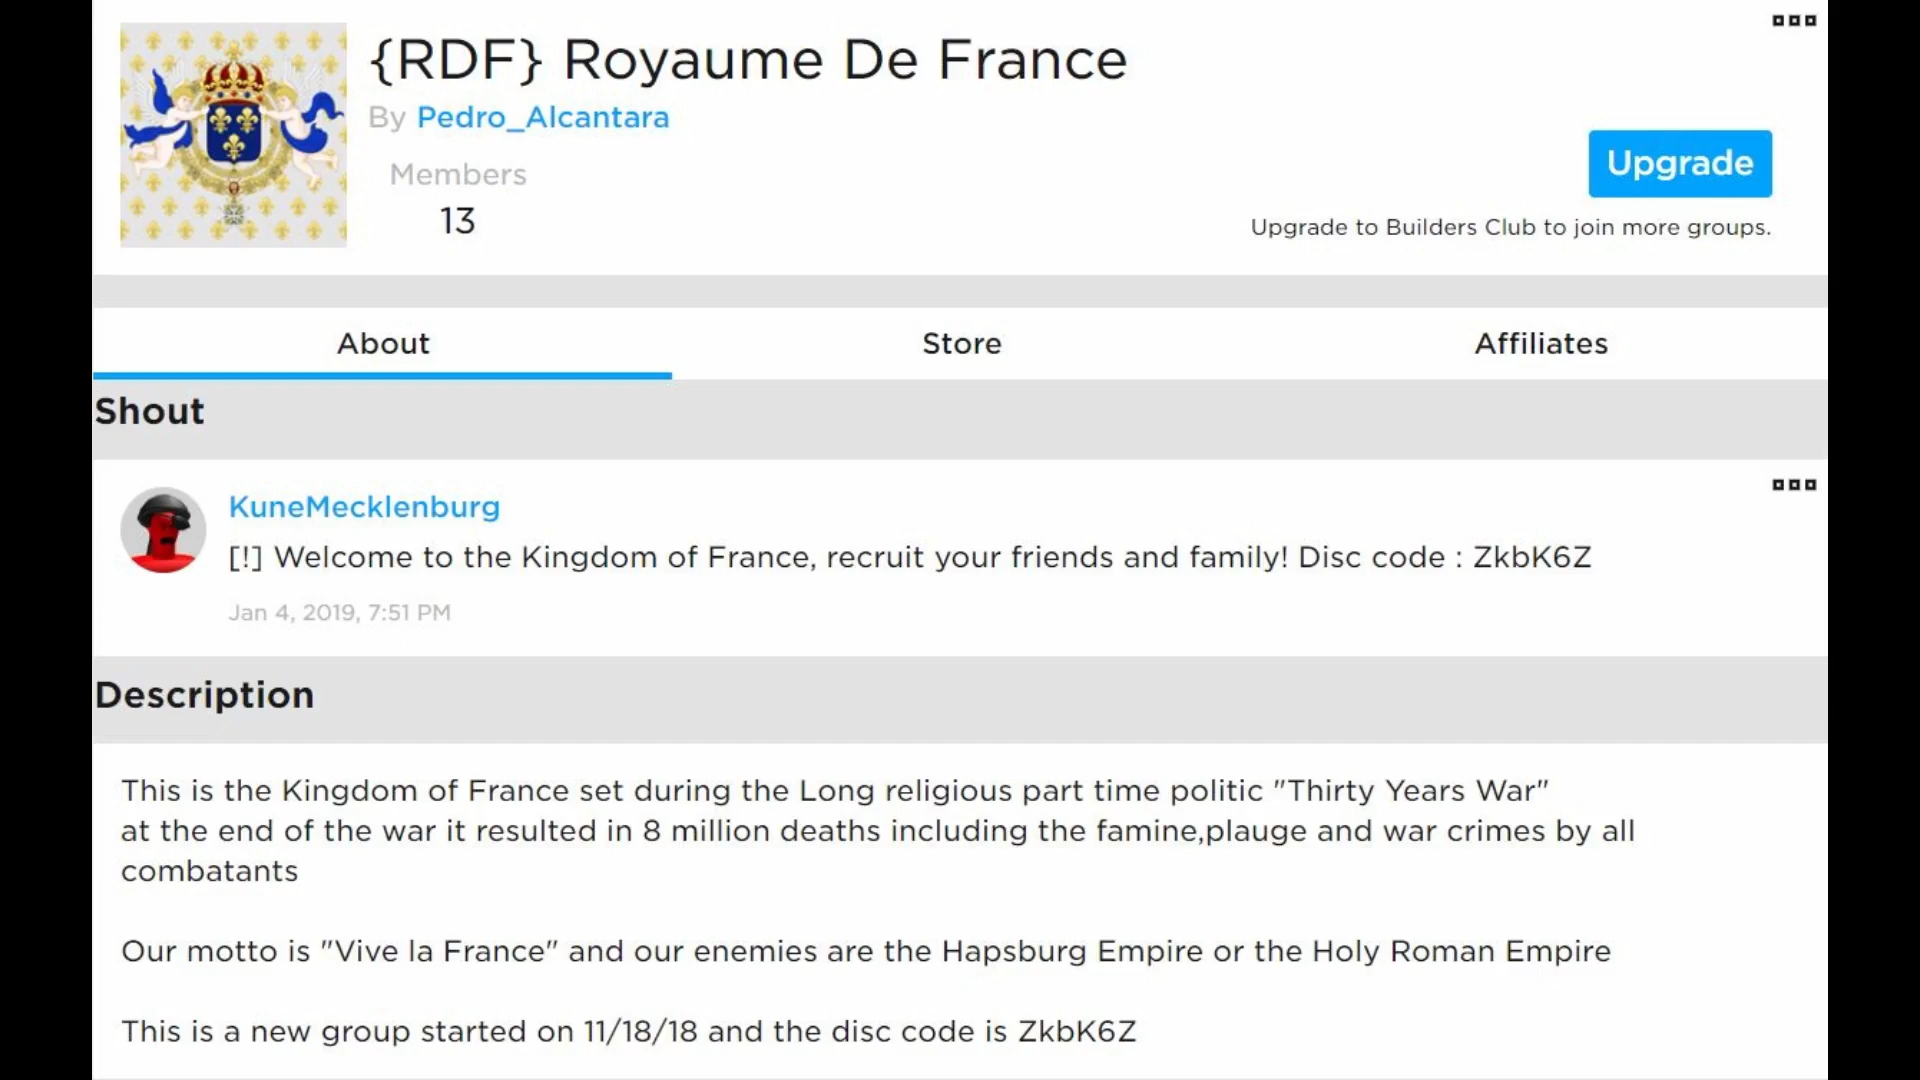 {RDF} Royaume De France
By Pedro_Alcantara
Members
13
Upgrade
Upgrade to Builders Club to join more groups.
About
Store
Affiliates
Shout
KuneMecklenburg
[!] Welcome to the Kingdom of France, recruit your friends and family! Disc code : ZkbK6Z
Jan 4, 2019, 7:51 PM
Description
This is the Kingdom of France set during the Long religious part time politic "Thirty Years War"
at the end of the war it resulted in 8 million deaths including the famine,plauge and war crimes by all
combatants
Our motto is "Vive la France" and our enemies are the Hapsburg Empire or the Holy Roman Empire
This is a new group started on 11/18/18 and the disc code is ZkbK6Z